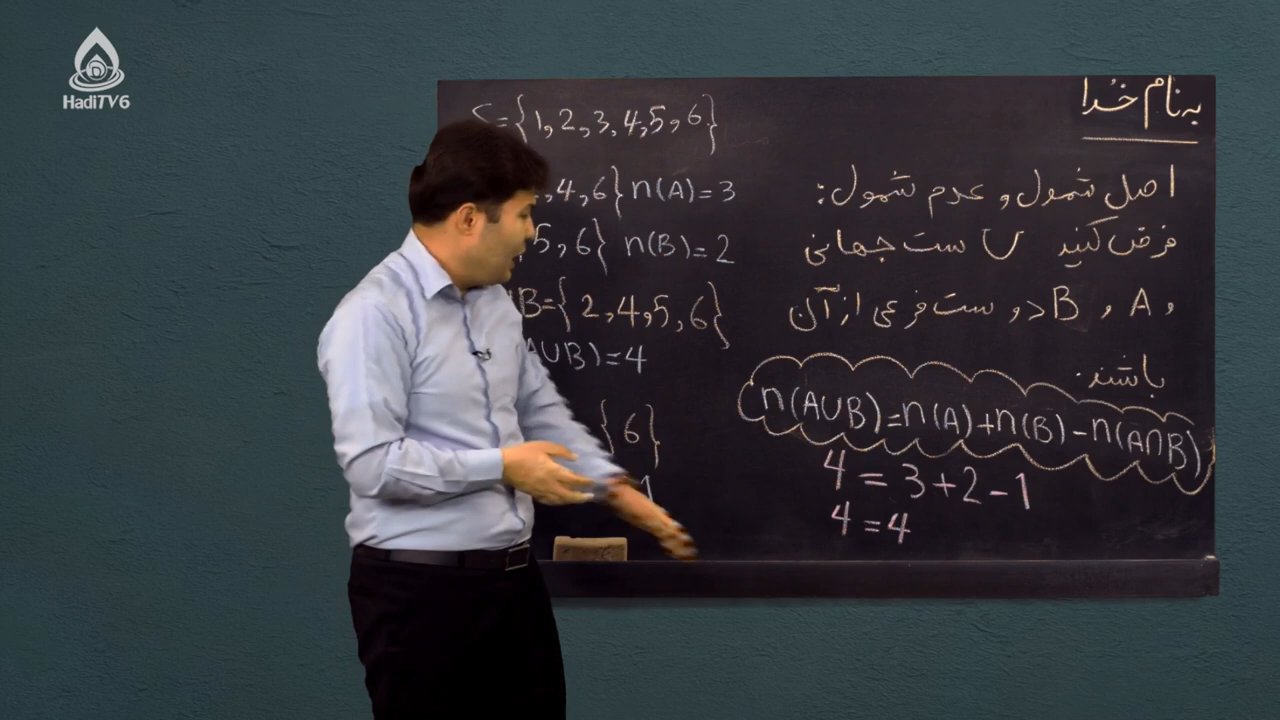 HadiTV6
به نام خدا
اصل شمول و عدم شمول:
فرض کنید U ست جهانی
و A و B دو ست فرعی از آن
باشند.
n(A∪B)=n(A)+n(B)-n(A∩B)
4=3+2-1
4=4
S={1,2,3,4,5,6}
,4,6} n(A)=3
5,6} n(B)=2
∪B={2,4,5,6}
A∪B)=4
{6}
1